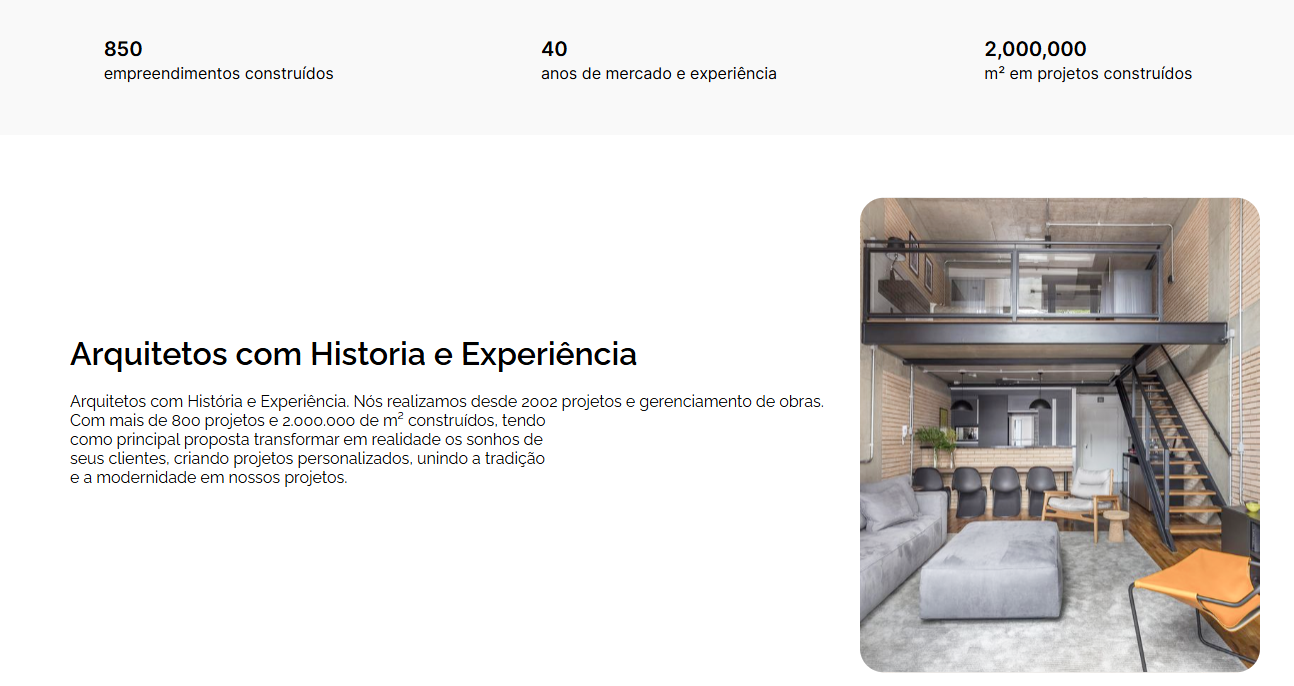 850
empreendimentos construídos
40
anos de mercado e experiência
2,000,000
m² em projetos construídos
Arquitetos com Historia e Experiência
Arquitetos com História e Experiência. Nós realizamos desde 2002 projetos e gerenciamento de obras.
Com mais de 800 projetos e 2.000.000 de m² construídos, tendo
como principal proposta transformar em realidade os sonhos de
seus clientes, criando projetos personalizados, unindo a tradição
e a modernidade em nossos projetos.